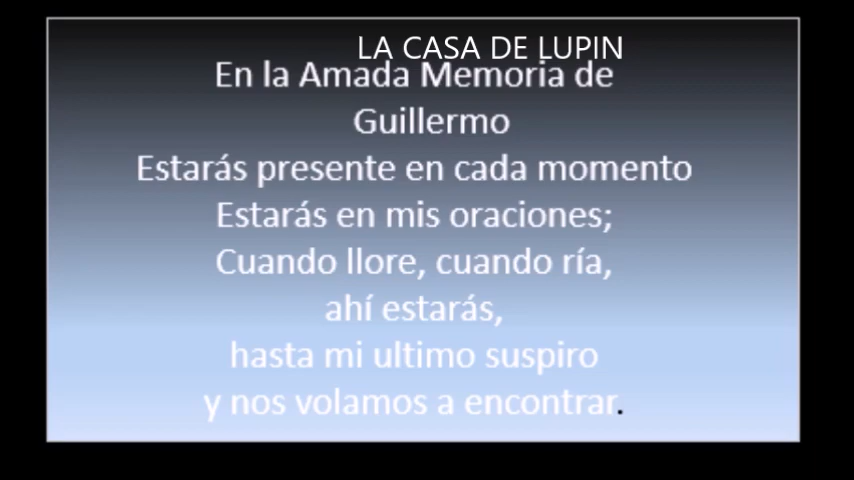 LA CASA DE LUPIN
En la Amada Memoria de
Guillermo
Estarás presente en cada momento
Estarás en mis oraciones;
Cuando llore, cuando ría,
ahí estarás,
hasta mi ultimo suspiro
y nos volamos a encontrar.